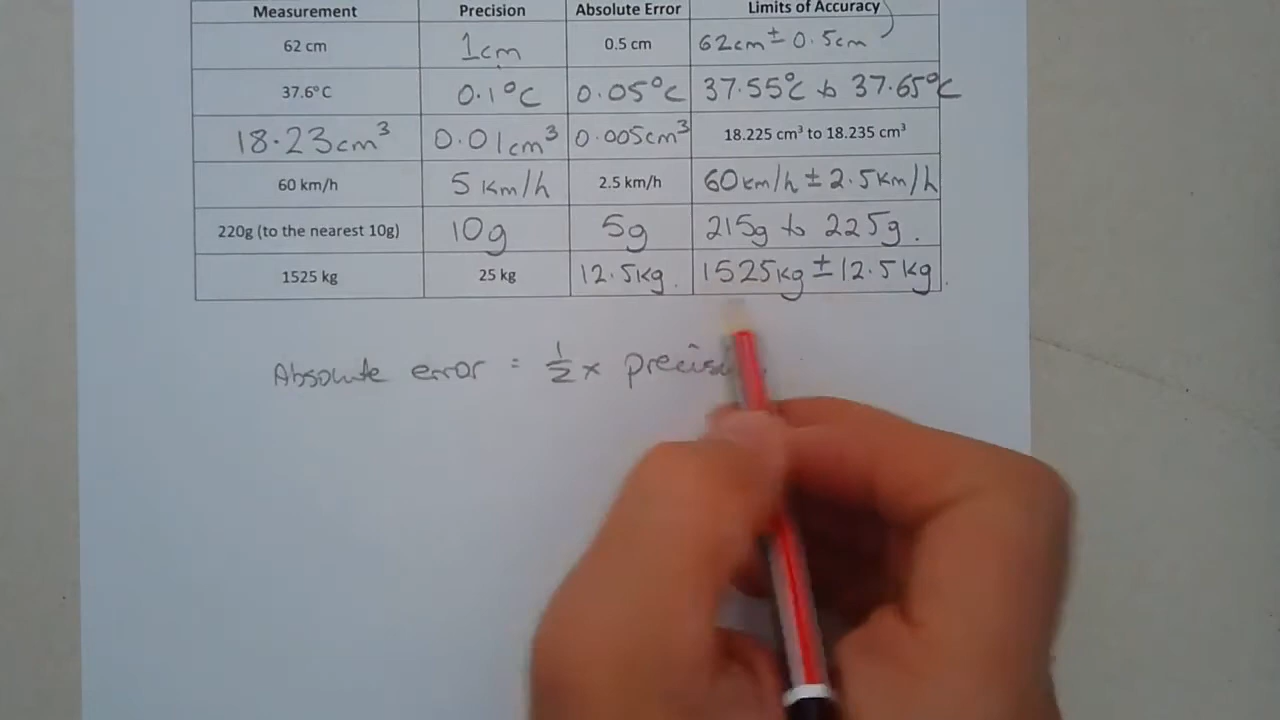 Measurement Precision Absolute Error Limits of Accuracy
62 cm 1cm 0.5 cm 62cm ± 0.5cm
37.6°C 0.1°C 0.05°C 37.55°C to 37.65°C
18.23cm³ 0.01cm³ 0.005cm³ 18.225 cm³ to 18.235 cm³
60 km/h 5 Km/h 2.5 km/h 60km/h ± 2.5Km/h
220g (to the nearest 10g) 10g 5g 215g to 225g.
1525 kg 25 kg 12.5kg. 1525kg ± 12.5kg.
Absolute error = ½ ×